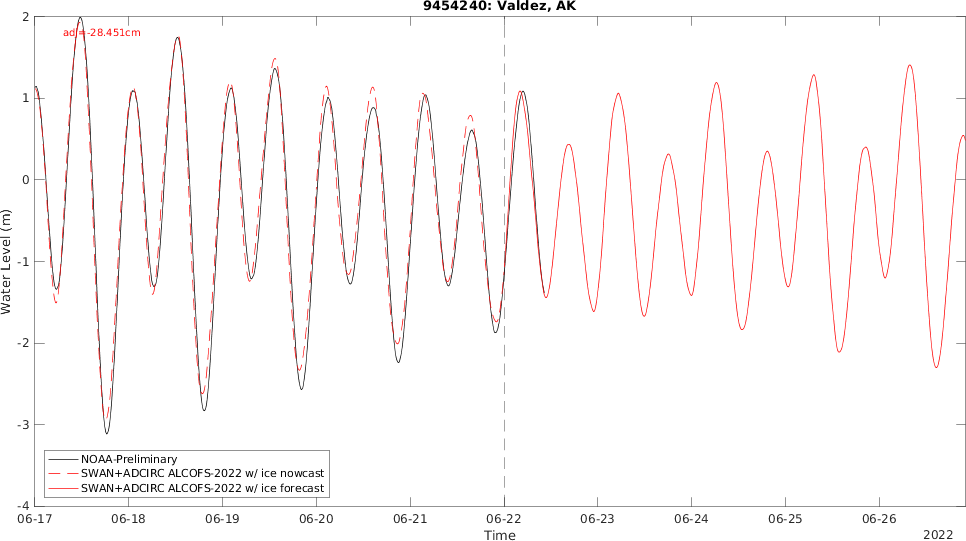 9454240: Valdez, AK
adj=-28.451cm
2
1
0
-1
-2
-3
-4
Water Level (m)
NOAA-Preliminary
SWAN+ADCIRC ALCOFS-2022 w/ ice nowcast
SWAN+ADCIRC ALCOFS-2022 w/ ice forecast
06-17 06-18 06-19 06-20 06-21 06-22 06-23 06-24 06-25 06-26
Time
2022